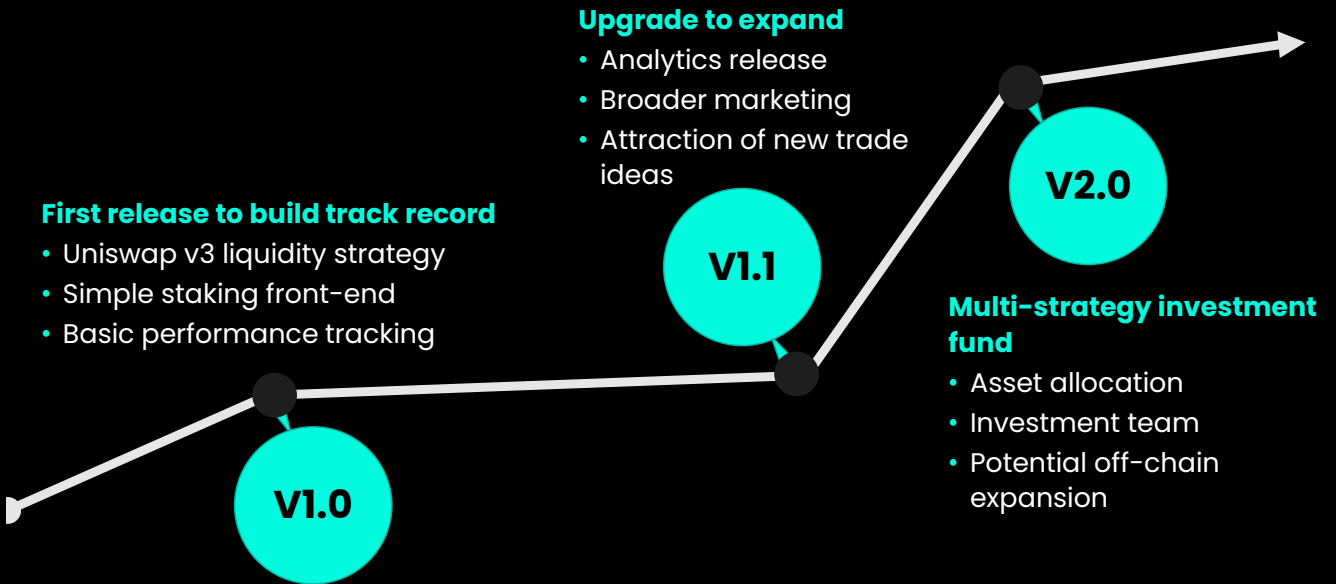 First release to build track record
• Uniswap v3 liquidity strategy
• Simple staking front-end
• Basic performance tracking
V1.0
Upgrade to expand
• Analytics release
• Broader marketing
• Attraction of new trade
ideas
V1.1
V2.0
Multi-strategy investment
fund
• Asset allocation
• Investment team
• Potential off-chain
expansion